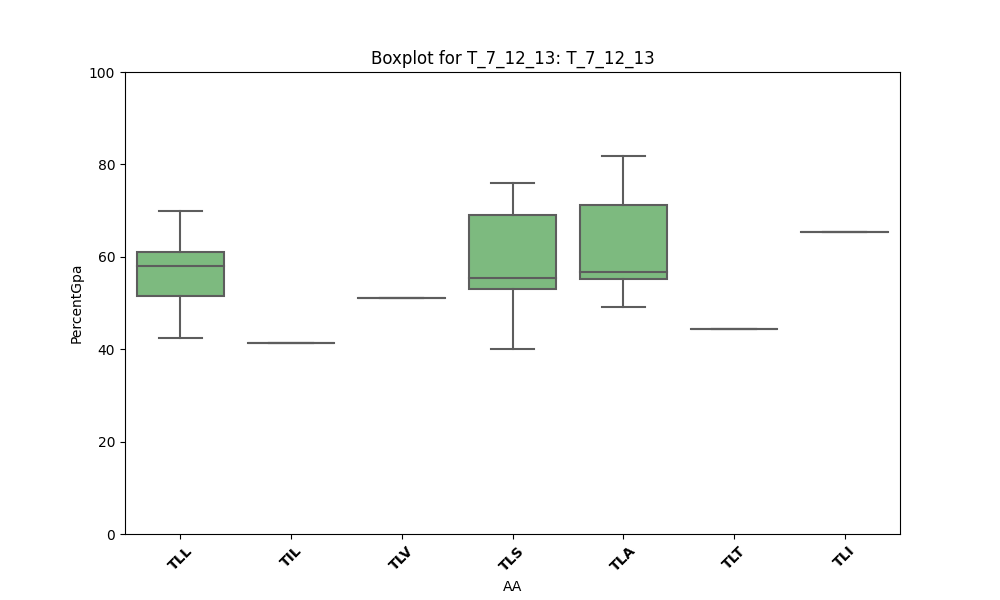 Boxplot for T_7_12_13: T_7_12_13
100
80
60
40
20
0
PercentGpa
TLL
TIL
TLV
TLS
TLA
TLT
TLI
AA